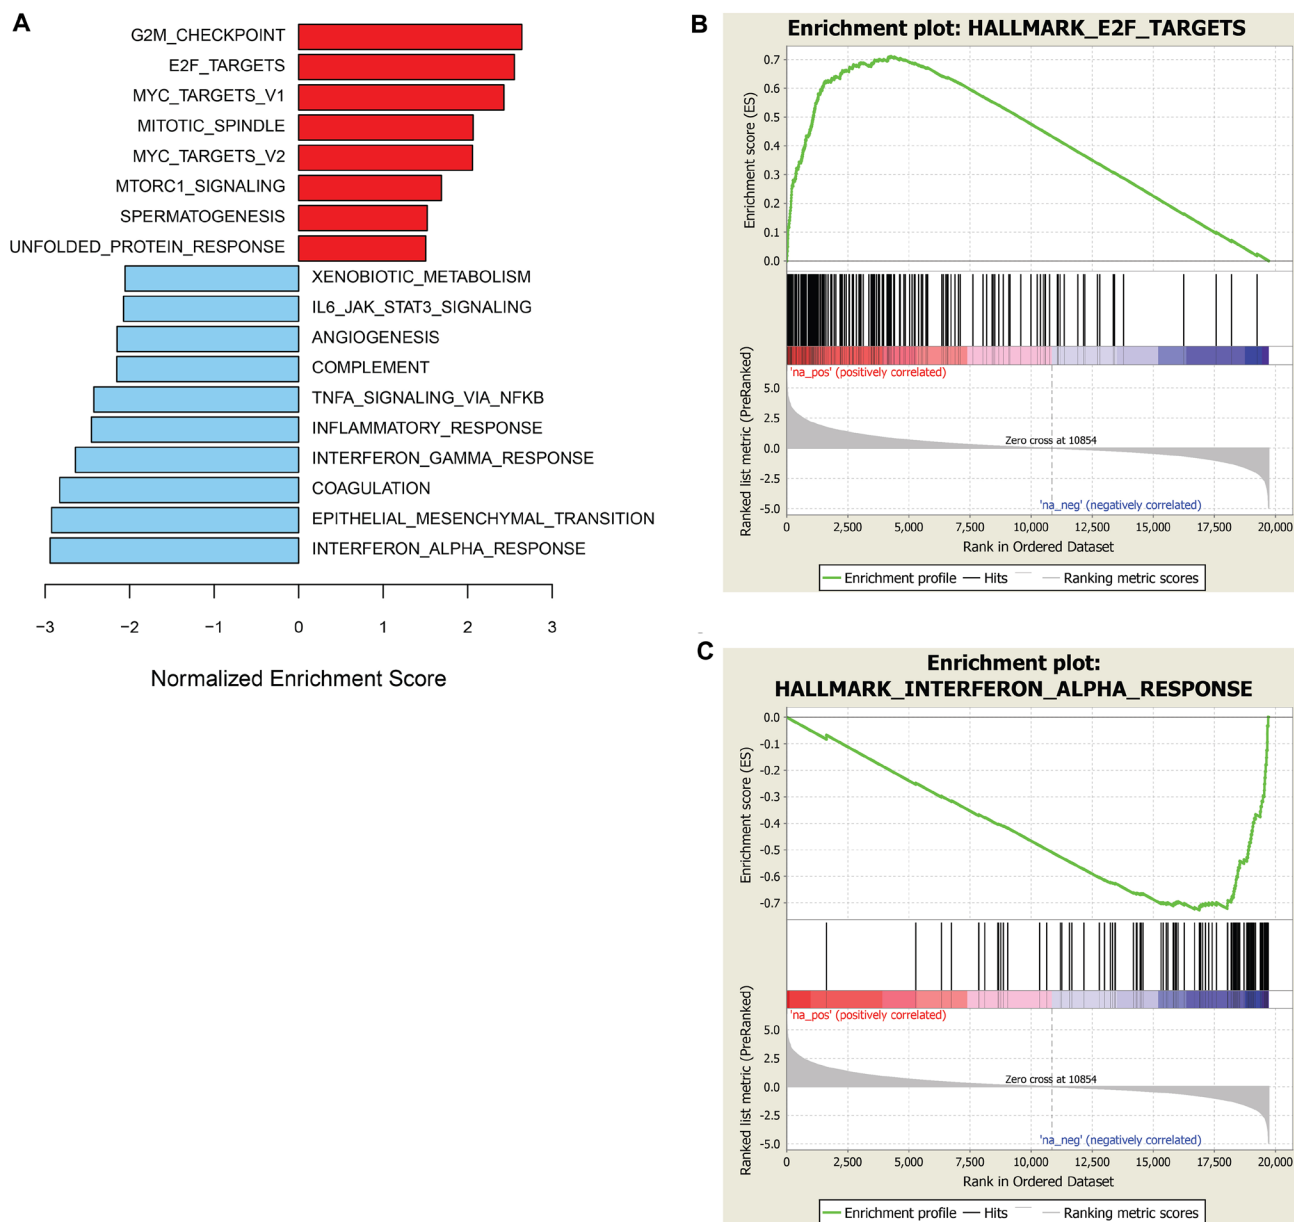 A
G2M_CHECKPOINT
E2F_TARGETS
MYC_TARGETS_V1
MITOTIC_SPINDLE
MYC_TARGETS_V2
MTORC1_SIGNALING
SPERMATOGENESIS
UNFOLDED_PROTEIN_RESPONSE
XENOBIOTIC_METABOLISM
IL6_JAK_STAT3_SIGNALING
ANGIOGENESIS
COMPLEMENT
TNFA_SIGNALING_VIA_NFKB
INFLAMMATORY_RESPONSE
INTERFERON_GAMMA_RESPONSE
COAGULATION
EPITHELIAL_MESENCHYMAL_TRANSITION
INTERFERON_ALPHA_RESPONSE
−3 −2 −1 0 1 2 3
Normalized Enrichment Score
B
Enrichment plot: HALLMARK_E2F_TARGETS
Enrichment score (ES)
0.7
0.6
0.5
0.4
0.3
0.2
0.1
0.0
'na_pos' (positively correlated)
Ranked list metric (PreRanked)
5.0
2.5
0.0
-2.5
-5.0
Zero cross at 10854
'na_neg' (negatively correlated)
0 2,500 5,000 7,500 10,000 12,500 15,000 17,500 20,000
Rank in Ordered Dataset
Enrichment profile Hits Ranking metric scores
C
Enrichment plot:
HALLMARK_INTERFERON_ALPHA_RESPONSE
Enrichment score (ES)
0.0
-0.1
-0.2
-0.3
-0.4
-0.5
-0.6
-0.7
'na_pos' (positively correlated)
Ranked list metric (PreRanked)
5.0
2.5
0.0
-2.5
-5.0
Zero cross at 10854
'na_neg' (negatively correlated)
0 2,500 5,000 7,500 10,000 12,500 15,000 17,500 20,000
Rank in Ordered Dataset
Enrichment profile Hits Ranking metric scores